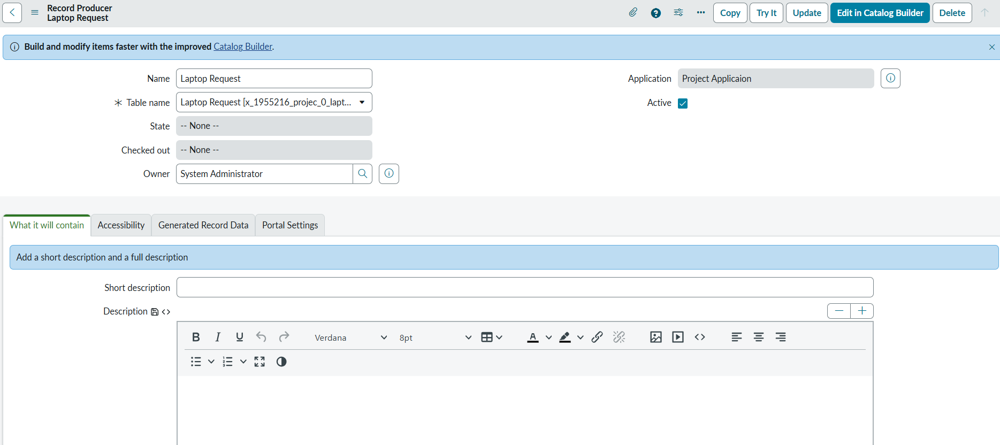 Record Producer
Laptop Request
Copy
Try It
Update
Edit in Catalog Builder
Delete
Build and modify items faster with the improved Catalog Builder.
Name
Laptop Request
Application
Project Applicaion
Table name
Laptop Request [x_1955216_projec_0_lapt...
Active
State
-- None --
Checked out
-- None --
Owner
System Administrator
What it will contain
Accessibility
Generated Record Data
Portal Settings
Add a short description and a full description
Short description
Description
B
I
U
Verdana
8pt
A